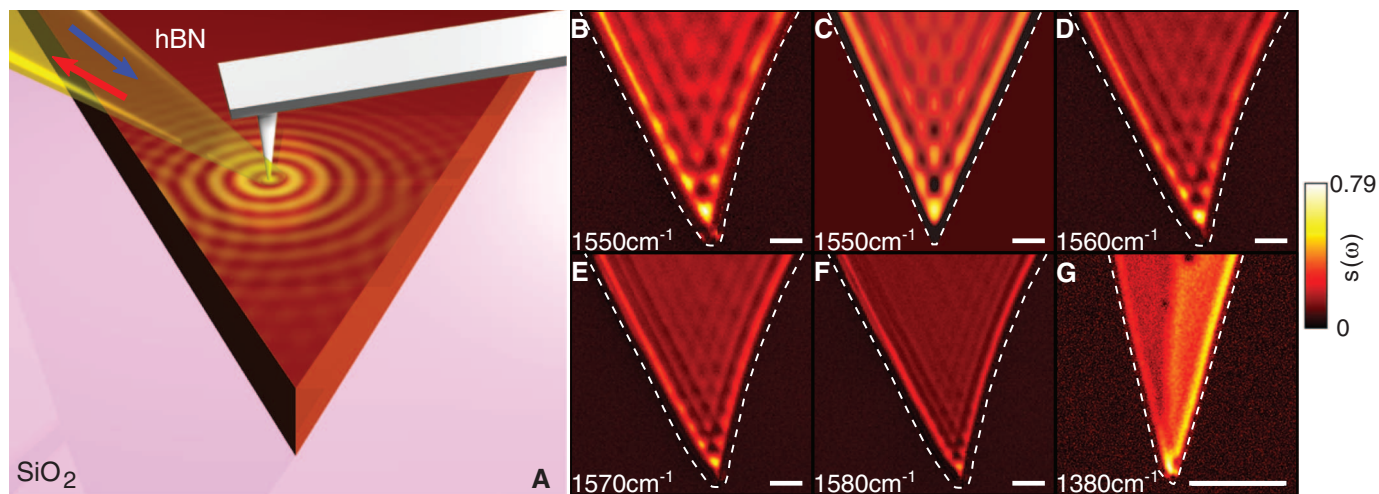 hBN
SiO₂
A
B
1550cm⁻¹
C
1550cm⁻¹
D
1560cm⁻¹
E
1570cm⁻¹
F
1580cm⁻¹
G
1380cm⁻¹
0.79
s(ω)
0